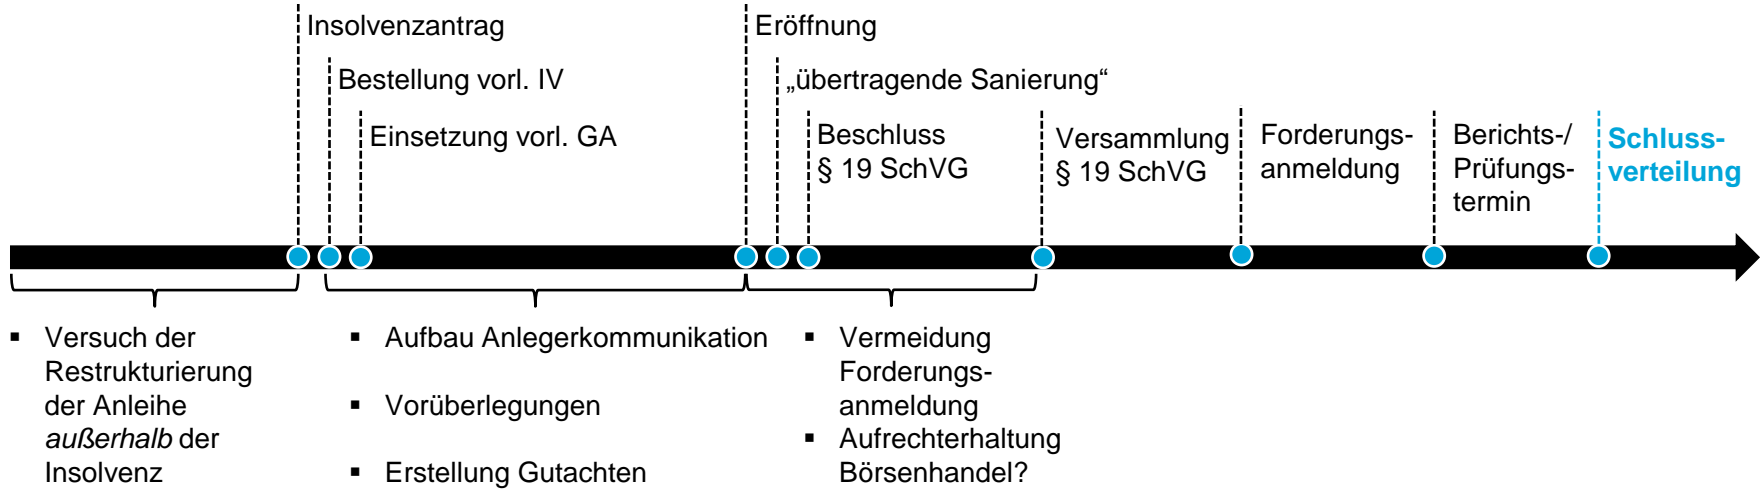 Insolvenzantrag
Bestellung vorl. IV
Einsetzung vorl. GA
Eröffnung
„übertragende Sanierung“
Beschluss
§ 19 SchVG
Versammlung
§ 19 SchVG
Forderungs-
anmeldung
Berichts-/
Prüfungs-
termin
Schluss-
verteilung
▪ Versuch der
Restrukturierung
der Anleihe
außerhalb der
Insolvenz
▪ Aufbau Anlegerkommunikation
▪ Vorüberlegungen
▪ Erstellung Gutachten
▪ Vermeidung
Forderungs-
anmeldung
▪ Aufrechterhaltung
Börsenhandel?